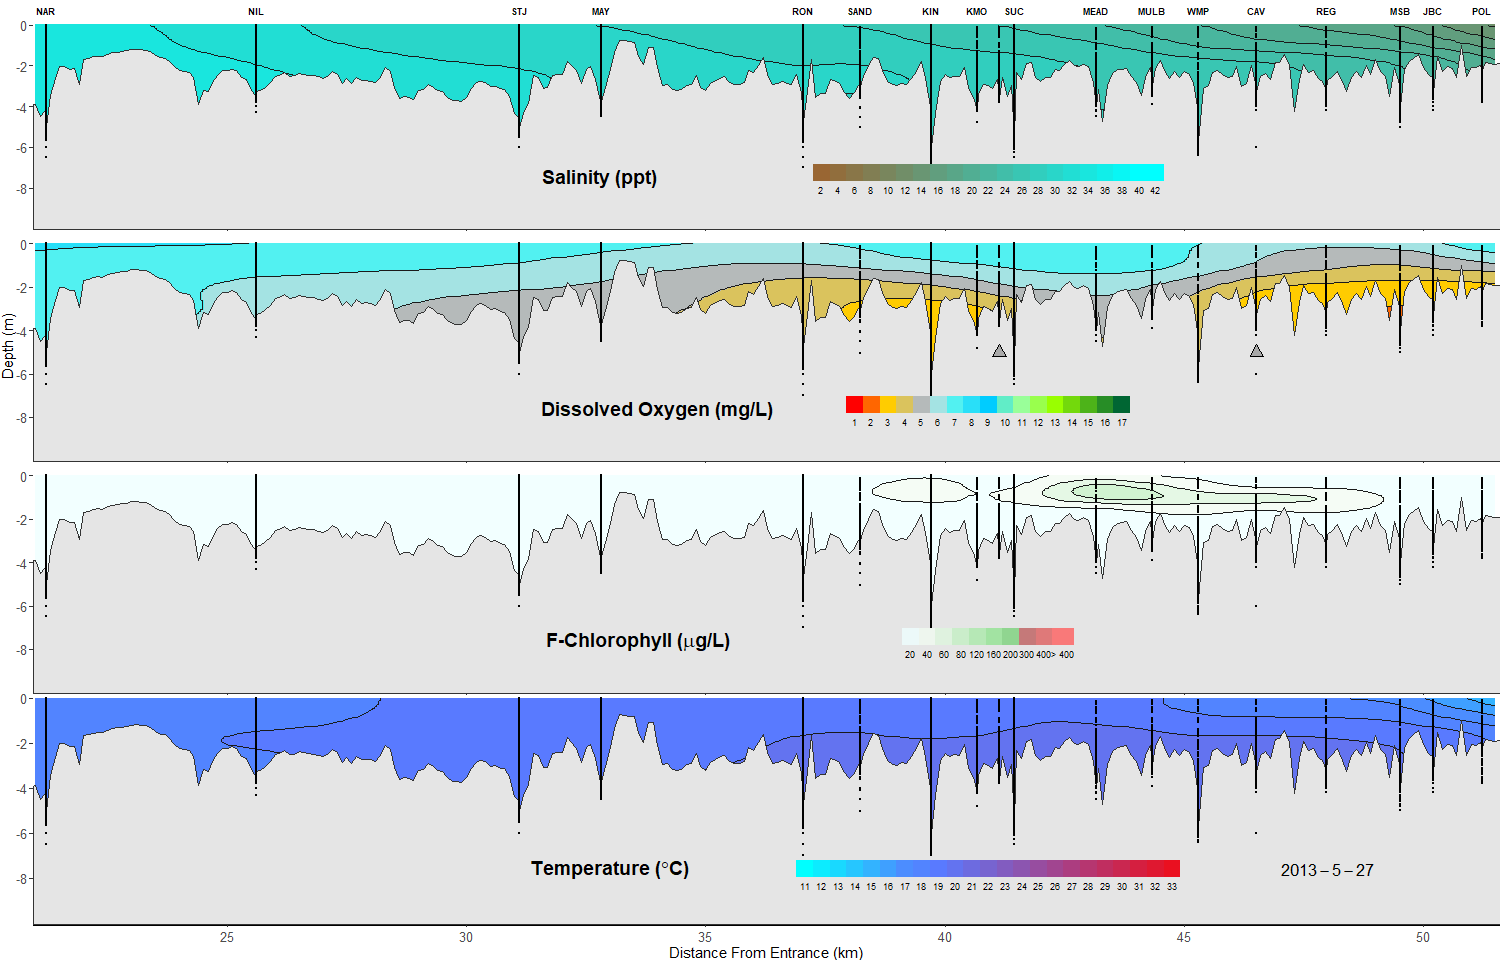 NAR NIL STJ MAY RON SAND KIN KMO SUC MEAD MULB WMP CAV REG MSB JBC POL
0
-2
-4
-6
-8
Salinity (ppt)
2 4 6 8 10 12 14 16 18 20 22 24 26 28 30 32 34 36 38 40 42
0
-2
-4
-6
-8
Depth (m)
Dissolved Oxygen (mg/L)
1 2 3 4 5 6 7 8 9 10 11 12 13 14 15 16 17
0
-2
-4
-6
-8
F-Chlorophyll (μg/L)
20 40 60 80 120 160 200 300 400 > 400
0
-2
-4
-6
-8
Temperature (°C)
11 12 13 14 15 16 17 18 19 20 21 22 23 24 25 26 27 28 29 30 31 32 33
2013 – 5 – 27
25 30 35 40 45 50
Distance From Entrance (km)